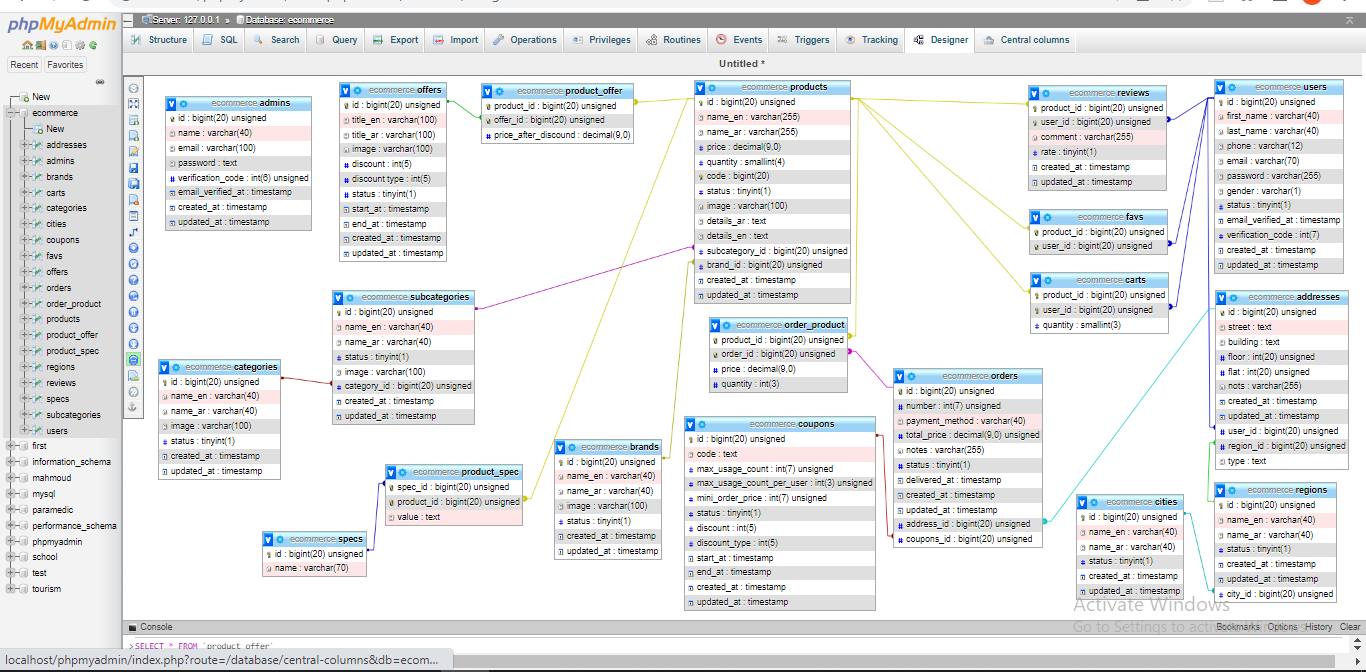 phpMyAdmin
Server: 127.0.0.1 » Database: ecommerce
Structure SQL Search Query Export Import Operations Privileges Routines Events Triggers Tracking Designer Central columns
Recent Favorites
Untitled *
New
ecommerce
New
addresses
admins
brands
carts
categories
cities
coupons
favs
offers
orders
order_product
products
product_offer
product_spec
regions
reviews
specs
subcategories
users
first
information_schema
mahmoud
mysql
paramedic
performance_schema
phpmyadmin
school
test
tourism
V ecommerce admins
id : bigint(20) unsigned
name : varchar(40)
email : varchar(100)
password : text
# verification_code : int(6) unsigned
email_verified_at : timestamp
created_at : timestamp
updated_at : timestamp
V ecommerce offers
id : bigint(20) unsigned
title_en : varchar(100)
title_ar : varchar(100)
image : varchar(100)
# discount : int(5)
# discount type : int(5)
# status : tinyint(1)
start_at : timestamp
end_at : timestamp
created_at : timestamp
updated_at : timestamp
V ecommerce product_offer
product_id : bigint(20) unsigned
offer_id : bigint(20) unsigned
# price_after_discound : decimal(9,0)
V ecommerce products
id : bigint(20) unsigned
name_en : varchar(255)
name_ar : varchar(255)
# price : decimal(9,0)
# quantity : smallint(4)
code : bigint(20)
# status : tinyint(1)
image : varchar(100)
details_ar : text
details_en : text
# subcategory_id : bigint(20) unsigned
# brand_id : bigint(20) unsigned
created_at : timestamp
updated_at : timestamp
V ecommerce reviews
product_id : bigint(20) unsigned
user_id : bigint(20) unsigned
comment : varchar(255)
# rate : tinyint(1)
created_at : timestamp
updated_at : timestamp
V ecommerce users
id : bigint(20) unsigned
first_name : varchar(40)
last_name : varchar(40)
phone : varchar(12)
email : varchar(70)
password : varchar(255)
gender : varchar(1)
# status : tinyint(1)
email_verified_at : timestamp
# verification_code : int(7)
created_at : timestamp
updated_at : timestamp
V ecommerce favs
product_id : bigint(20) unsigned
user_id : bigint(20) unsigned
V ecommerce carts
product_id : bigint(20) unsigned
user_id : bigint(20) unsigned
# quantity : smallint(3)
V ecommerce addresses
id : bigint(20) unsigned
street : text
building : text
# floor : int(20) unsigned
# flat : int(20) unsigned
nots : varchar(255)
created_at : timestamp
updated_at : timestamp
# user_id : bigint(20) unsigned
# region_id : bigint(20) unsigned
type : text
V ecommerce subcategories
id : bigint(20) unsigned
name_en : varchar(40)
name_ar : varchar(40)
# status : tinyint(1)
image : varchar(100)
# category_id : bigint(20) unsigned
created_at : timestamp
updated_at : timestamp
V ecommerce order_product
product_id : bigint(20) unsigned
order_id : bigint(20) unsigned
# price : decimal(9,0)
# quantity : int(3)
V ecommerce categories
id : bigint(20) unsigned
name_en : varchar(40)
name_ar : varchar(40)
image : varchar(100)
# status : tinyint(1)
created_at : timestamp
updated_at : timestamp
V ecommerce orders
id : bigint(20) unsigned
# number : int(7) unsigned
payment_method : varchar(40)
# total_price : decimal(9,0) unsigned
notes : varchar(255)
# status : tinyint(1)
delivered_at : timestamp
created_at : timestamp
updated_at : timestamp
# address_id : bigint(20) unsigned
# coupons_id : bigint(20) unsigned
V ecommerce coupons
id : bigint(20) unsigned
code : text
# max_usage_count : int(7) unsigned
# max_usage_count_per_user : int(3) unsigned
# mini_order_price : int(7) unsigned
# status : tinyint(1)
# discount : int(5)
# discount_type : int(5)
start_at : timestamp
end_at : timestamp
created_at : timestamp
updated_at : timestamp
V ecommerce brands
id : bigint(20) unsigned
name_en : varchar(40)
name_ar : varchar(40)
image : varchar(100)
# status : tinyint(1)
created_at : timestamp
updated_at : timestamp
V ecommerce product_spec
spec_id : bigint(20) unsigned
product_id : bigint(20) unsigned
value : text
V ecommerce specs
id : bigint(20) unsigned
name : varchar(70)
V ecommerce cities
id : bigint(20) unsigned
name_en : varchar(40)
name_ar : varchar(40)
# status : tinyint(1)
created_at : timestamp
updated_at : timestamp
V ecommerce regions
id : bigint(20) unsigned
name_en : varchar(40)
name_ar : varchar(40)
# status : tinyint(1)
created_at : timestamp
updated_at : timestamp
# city_id : bigint(20) unsigned
Activate Windows
Go to Settings to activate
Console Bookmarks Options History Clear
>SELECT * FROM `product_offer`
localhost/phpmyadmin/index.php?route=/database/central-columns&db=ecom...